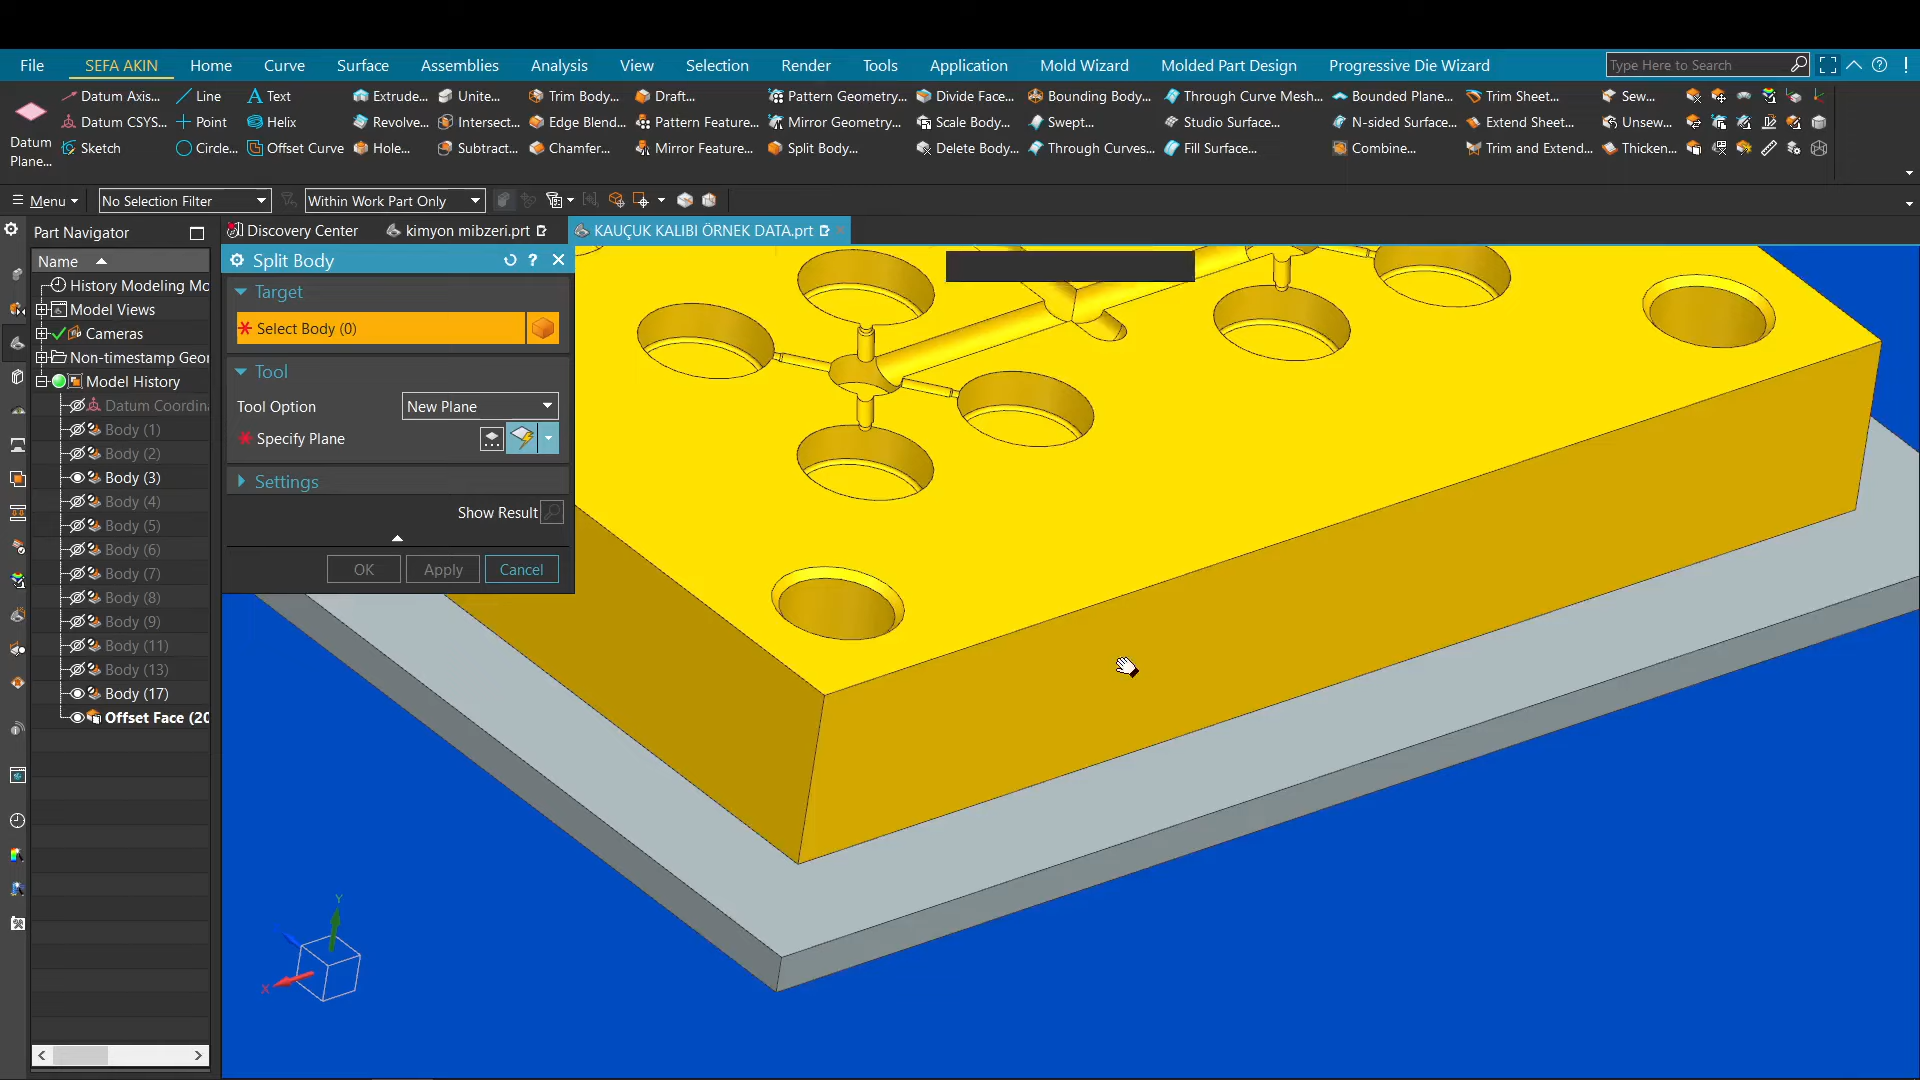 File SEFA AKIN Home Curve Surface Assemblies Analysis View Selection Render Tools Application Mold Wizard Molded Part Design Progressive Die Wizard Type Here to Search
Datum Axis... Line Text Extrude... Unite... Trim Body... Draft... Pattern Geometry... Divide Face... Bounding Body... Through Curve Mesh... Bounded Plane... Trim Sheet... Sew...
Datum CSYS... Point Helix Revolve... Intersect... Edge Blend... Pattern Feature... Mirror Geometry... Scale Body... Swept... Studio Surface... N-sided Surface... Extend Sheet... Unsew...
Datum Plane... Sketch Circle... Offset Curve Hole... Subtract... Chamfer... Mirror Feature... Split Body... Delete Body... Through Curves... Fill Surface... Combine... Trim and Extend... Thicken...
Menu No Selection Filter Within Work Part Only
Part Navigator Discovery Center kimyon mibzeri.prt KAUÇUK KALIBI ÖRNEK DATA.prt
Name
History Modeling Mo
Model Views
Cameras
Non-timestamp Geor
Model History
Datum Coordin
Body (1)
Body (2)
Body (3)
Body (4)
Body (5)
Body (6)
Body (7)
Body (8)
Body (9)
Body (11)
Body (13)
Body (17)
Offset Face (20
Split Body
Target
* Select Body (0)
Tool
Tool Option New Plane
* Specify Plane
Settings
Show Result
OK Apply Cancel
Y
X